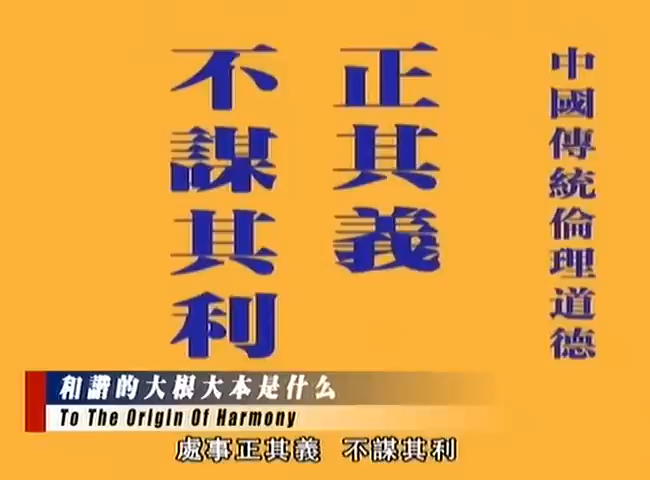 中國傳統倫理道德
正其義
不謀其利
和諧的大根大本是什么
To The Origin Of Harmony
處事正其義 不謀其利